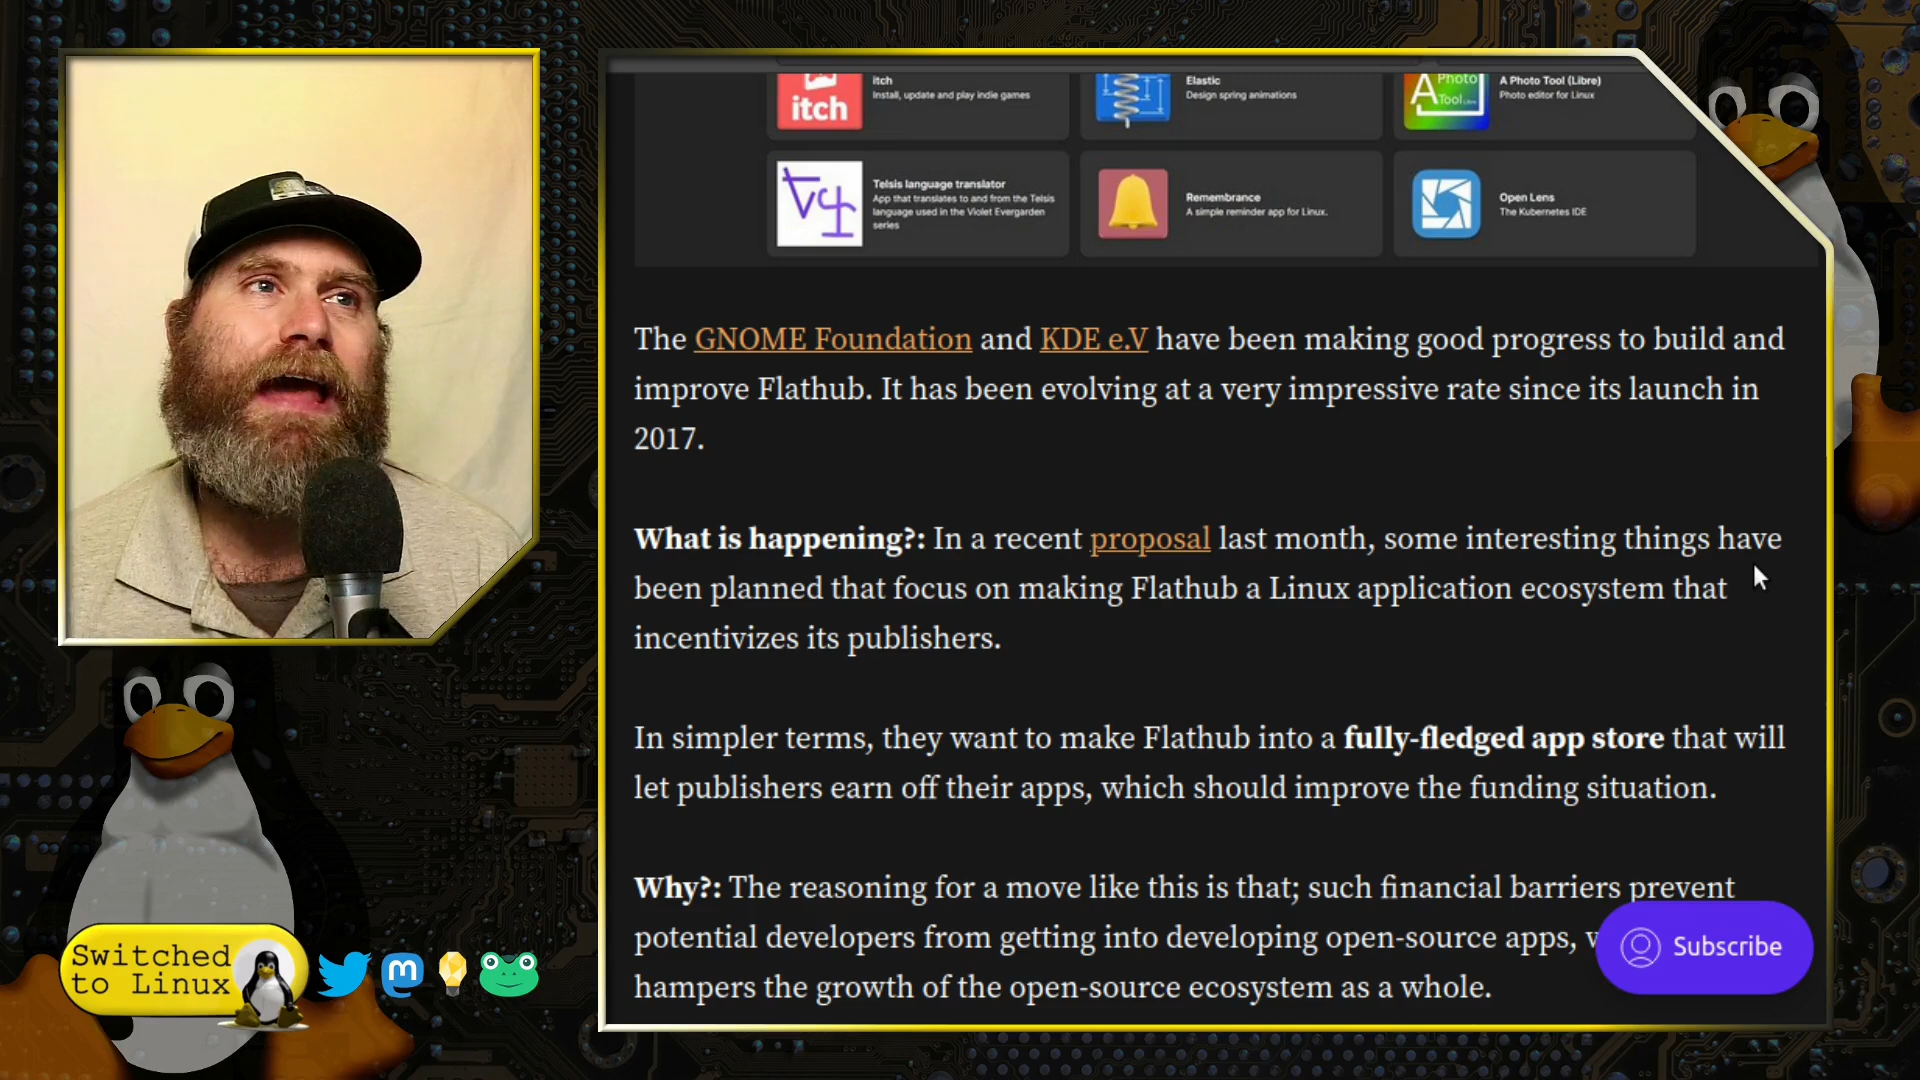 itch
itch
Install, update and play indie games
Elastic
Design spring animations
A Photo Tool Libre
A Photo Tool (Libre)
Photo editor for Linux
Telsis language translator
App that translates to and from the Telsis
language used in the Violet Evergarden
series
Remembrance
A simple reminder app for Linux.
Open Lens
The Kubernetes IDE
The GNOME Foundation and KDE e.V have been making good progress to build and
improve Flathub. It has been evolving at a very impressive rate since its launch in
2017.
What is happening?: In a recent proposal last month, some interesting things have
been planned that focus on making Flathub a Linux application ecosystem that
incentivizes its publishers.
In simpler terms, they want to make Flathub into a fully-fledged app store that will
let publishers earn off their apps, which should improve the funding situation.
Why?: The reasoning for a move like this is that; such financial barriers prevent
potential developers from getting into developing open-source apps,
hampers the growth of the open-source ecosystem as a whole.
Subscribe
Switched
to Linux